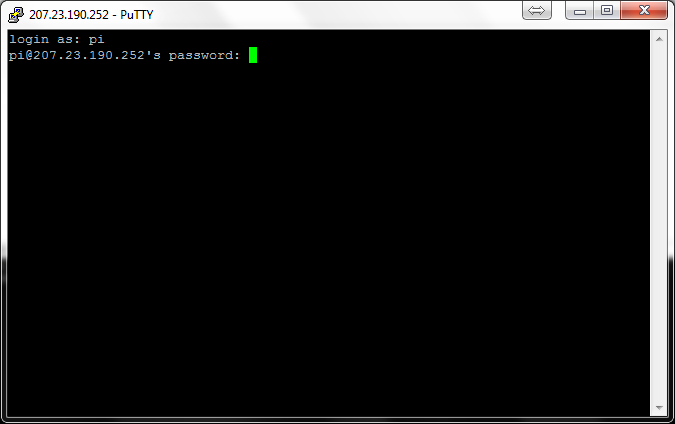 207.23.190.252 - PuTTY
login as: pi
pi@207.23.190.252's password: